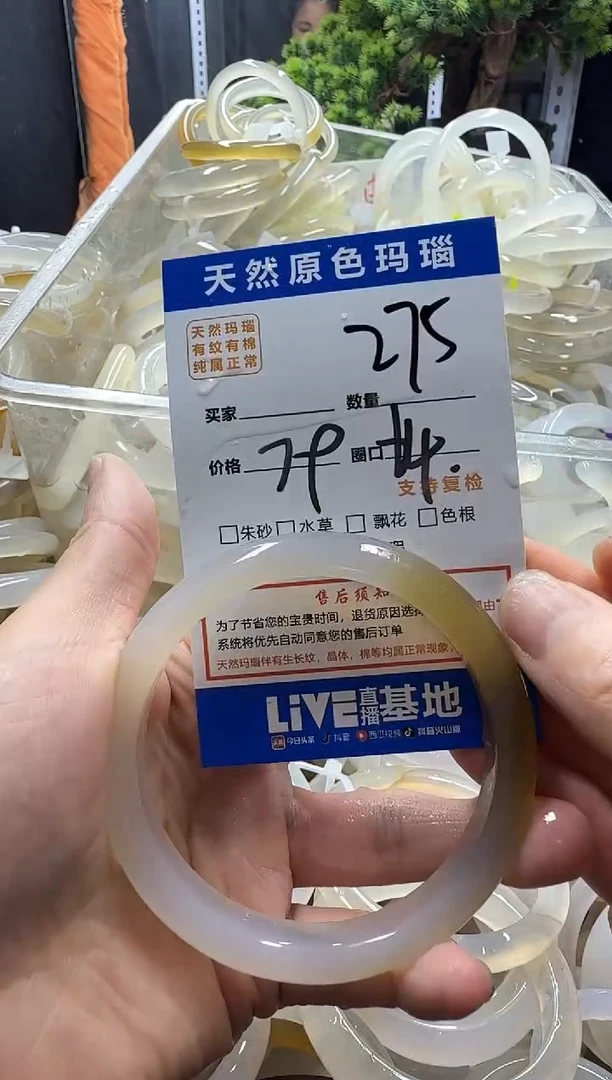 天然原色玛瑙
天然玛瑙
有纹有棉
纯属正常
275
买家 数量
价格 79 圈口
支持复检
朱砂 水草 飘花 色根
售后须知
为了节省您的宝贵时间，退货原因选择
系统将优先自动同意您的售后订单
天然玛瑙伴有生长纹，晶体，棉等均属正常现象
LiVE直播基地
今日头条 抖音 西瓜视频 抖音火山版